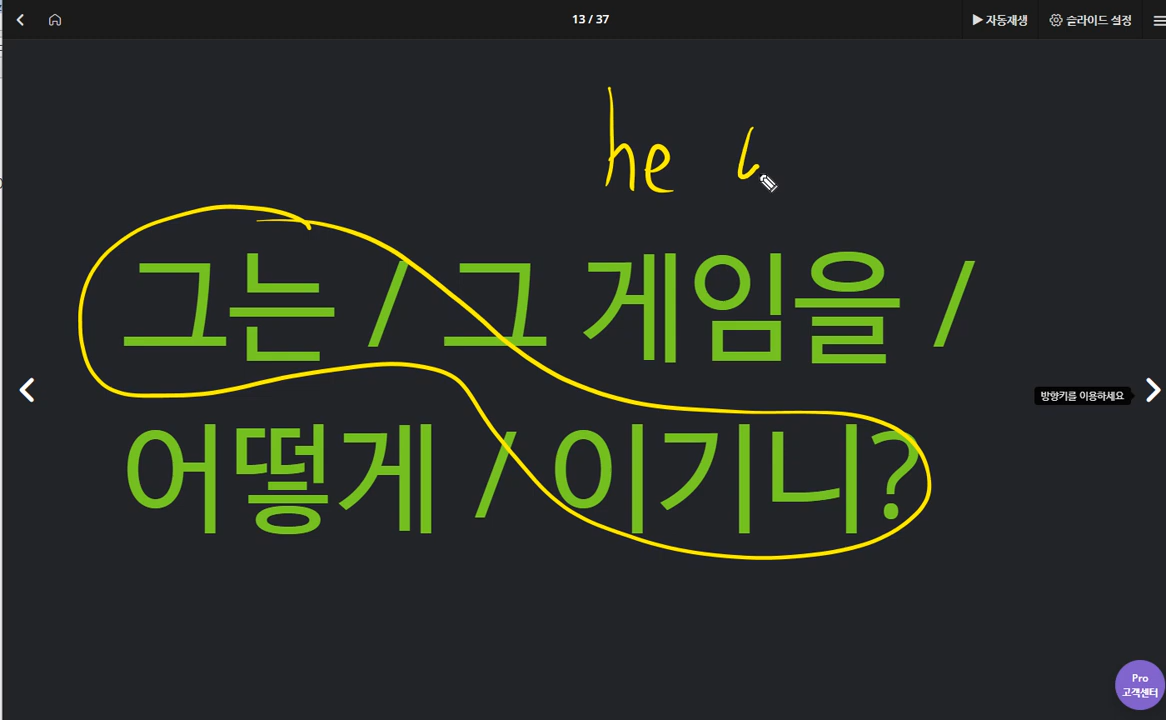 13 / 37
▶ 자동재생
슬라이드 설정
he
그는 / 그 게임을 /
방향키를 이용하세요
어떻게 / 이기니?
Pro
고객센터